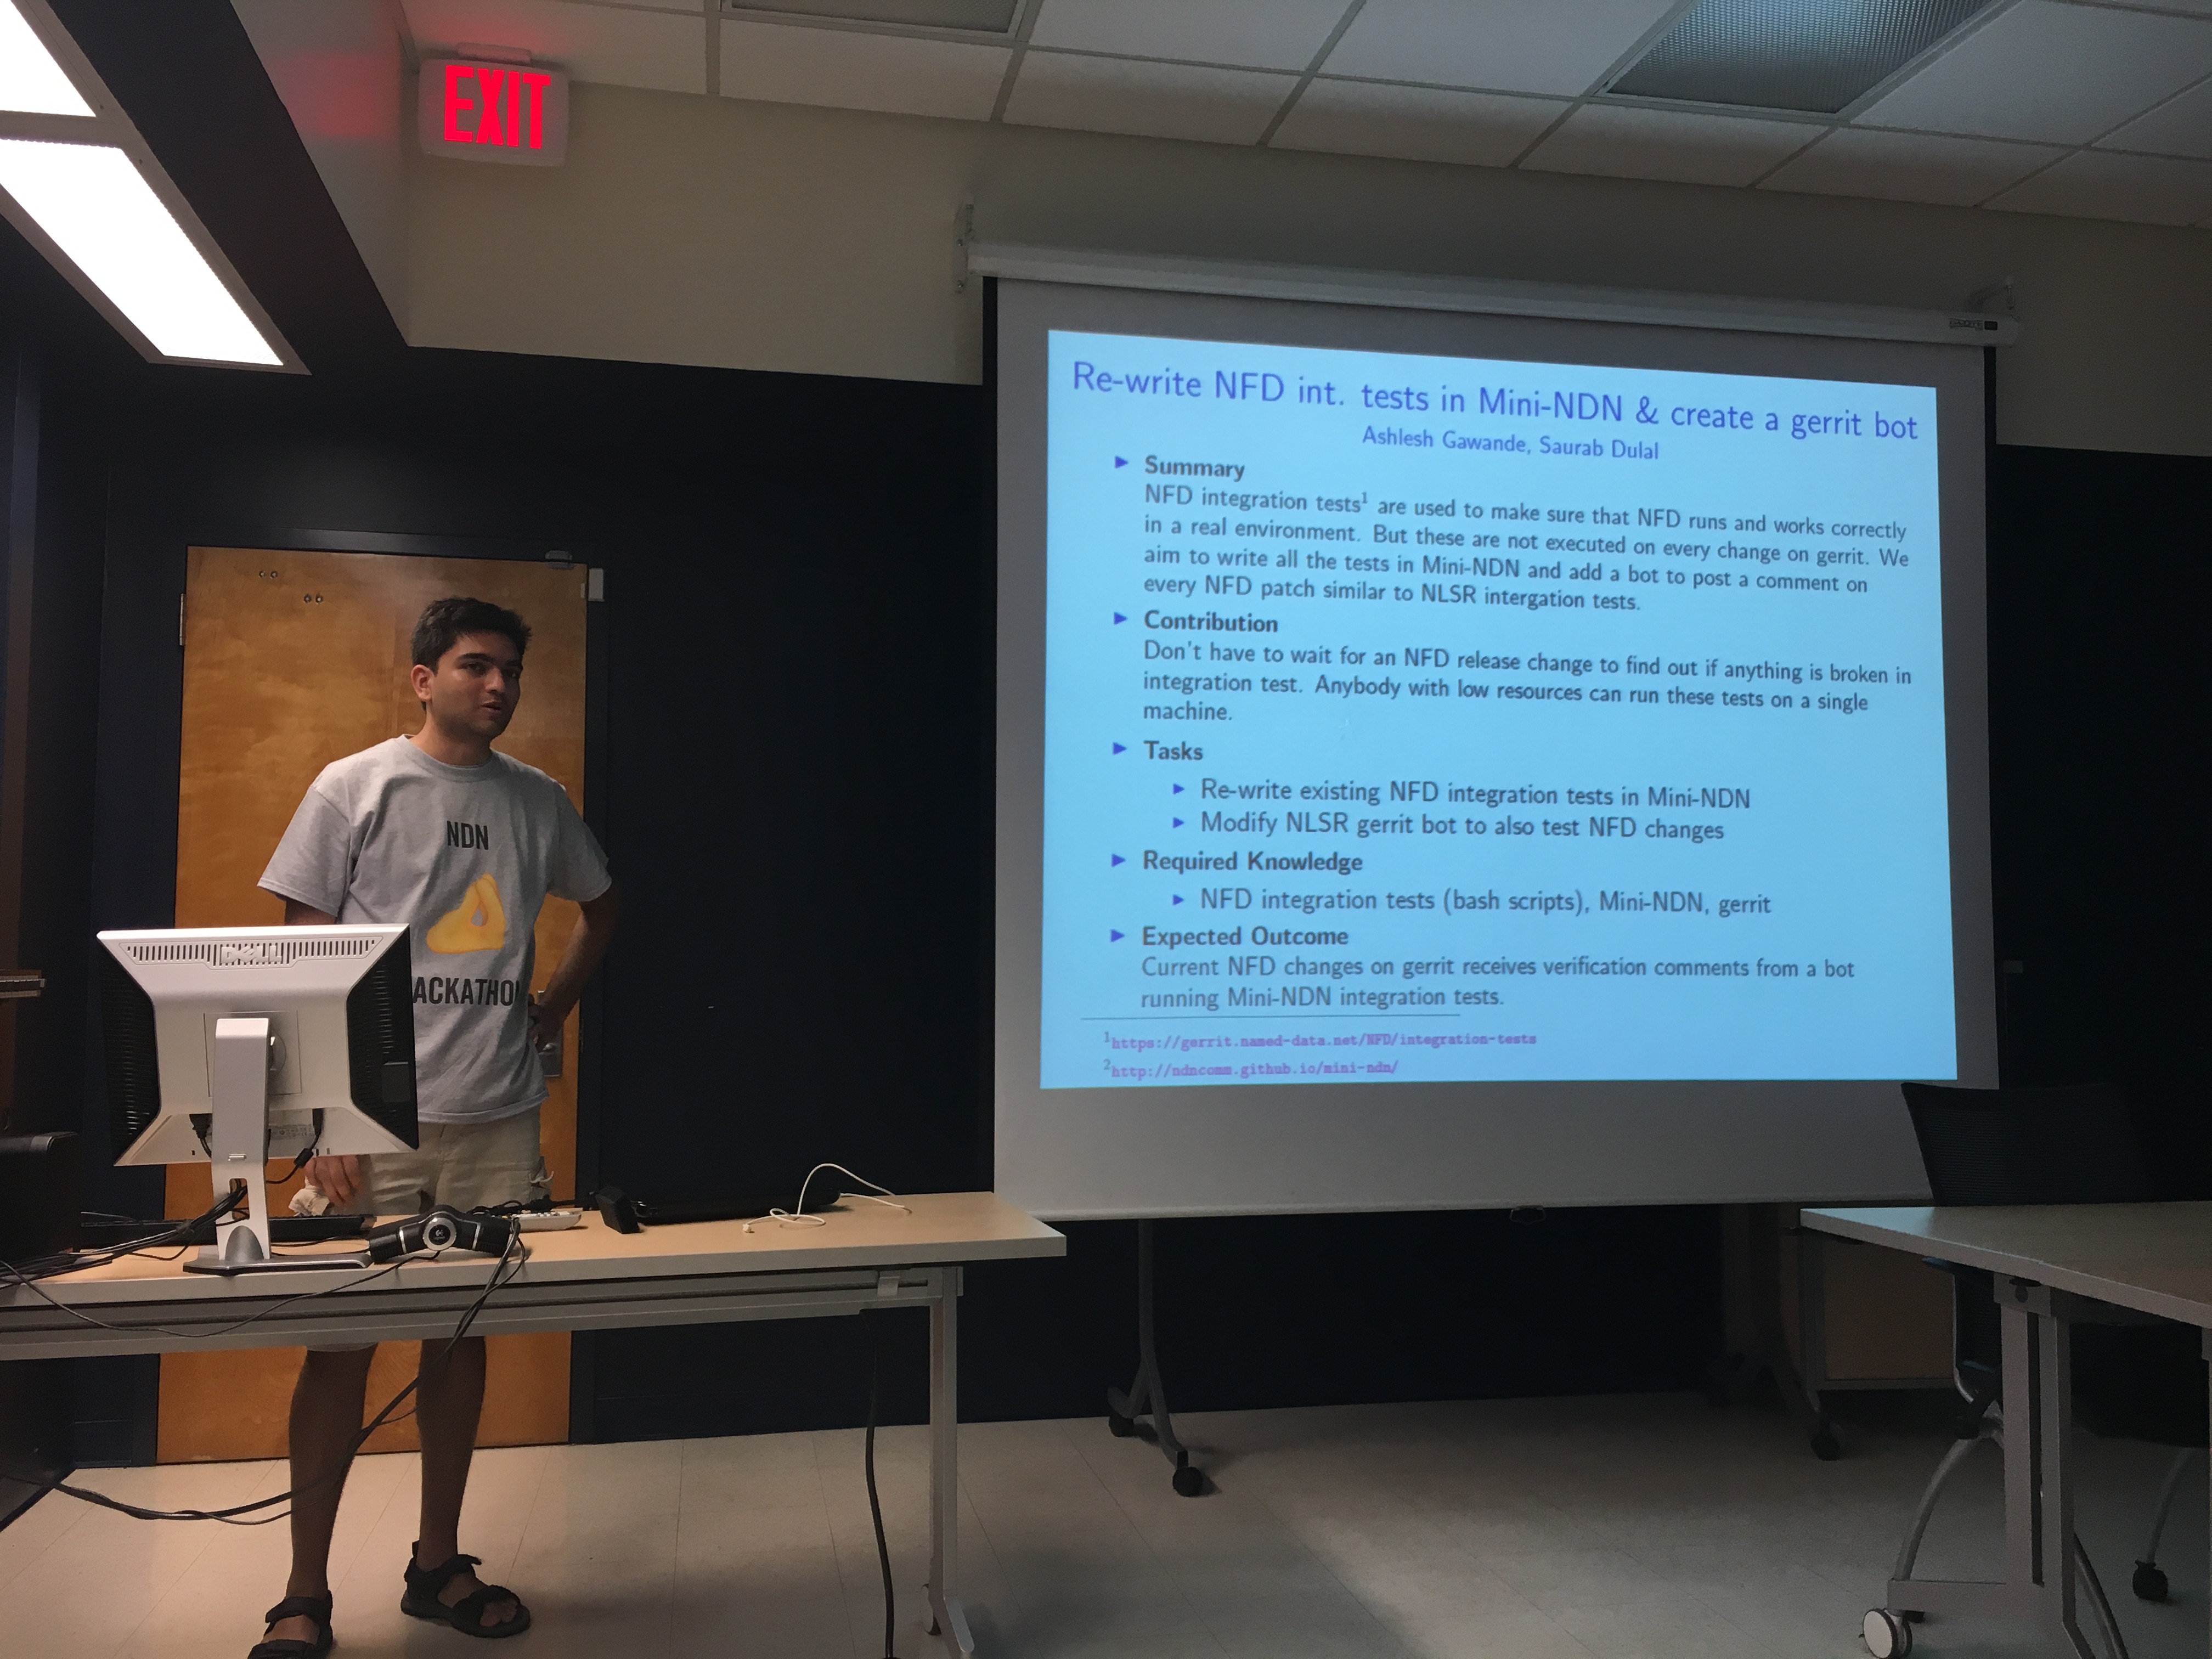 EXIT
Re-write NFD int. tests in Mini-NDN & create a gerrit bot
Ashlesh Gawande, Saurab Dulal
▶ Summary
NFD integration tests¹ are used to make sure that NFD runs and works correctly
in a real environment. But these are not executed on every change on gerrit. We
aim to write all the tests in Mini-NDN and add a bot to post a comment on
every NFD patch similar to NLSR intergation tests.
▶ Contribution
Don't have to wait for an NFD release change to find out if anything is broken in
integration test. Anybody with low resources can run these tests on a single
machine.
▶ Tasks
▶ Re-write existing NFD integration tests in Mini-NDN
▶ Modify NLSR gerrit bot to also test NFD changes
▶ Required Knowledge
▶ NFD integration tests (bash scripts), Mini-NDN, gerrit
▶ Expected Outcome
Current NFD changes on gerrit receives verification comments from a bot
running Mini-NDN integration tests.
¹https://gerrit.named-data.net/NFD/integration-tests
²http://ndncomm.github.io/mini-ndn/
NDN
ACKATHO
DELL